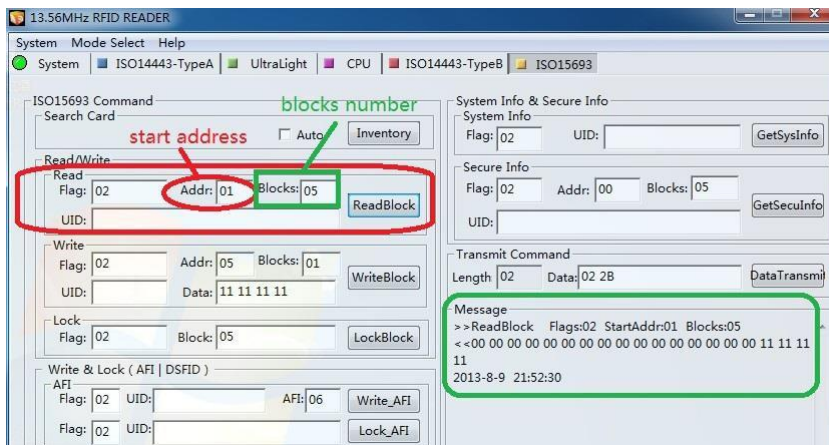 13.56MHz RFID READER
System Mode Select Help
System ISO14443-TypeA UltraLight CPU ISO14443-TypeB ISO15693
ISO15693 Command
Search Card
blocks number
start address
Auto Inventory
Read/Write
Read
Flag: 02 Addr: 01 Blocks: 05
ReadBlock
UID:
Write
Flag: 02 Addr: 05 Blocks: 01
WriteBlock
UID: Data: 11 11 11 11
Lock
Flag: 02 Block: 05 LockBlock
Write & Lock ( AFI | DSFID )
AFI
Flag: 02 UID: AFI: 06 Write_AFI
Flag: 02 UID: Lock_AFI
System Info & Secure Info
System Info
Flag: 02 UID: GetSysInfo
Secure Info
Flag: 02 Addr: 00 Blocks: 05
GetSecuInfo
UID:
Transmit Command
Length 02 Data: 02 2B DataTransmit
Message
>>ReadBlock Flags:02 StartAddr:01 Blocks:05
<<00 00 00 00 00 00 00 00 00 00 00 00 00 00 00 00 11 11 11
11
2013-8-9 21:52:30